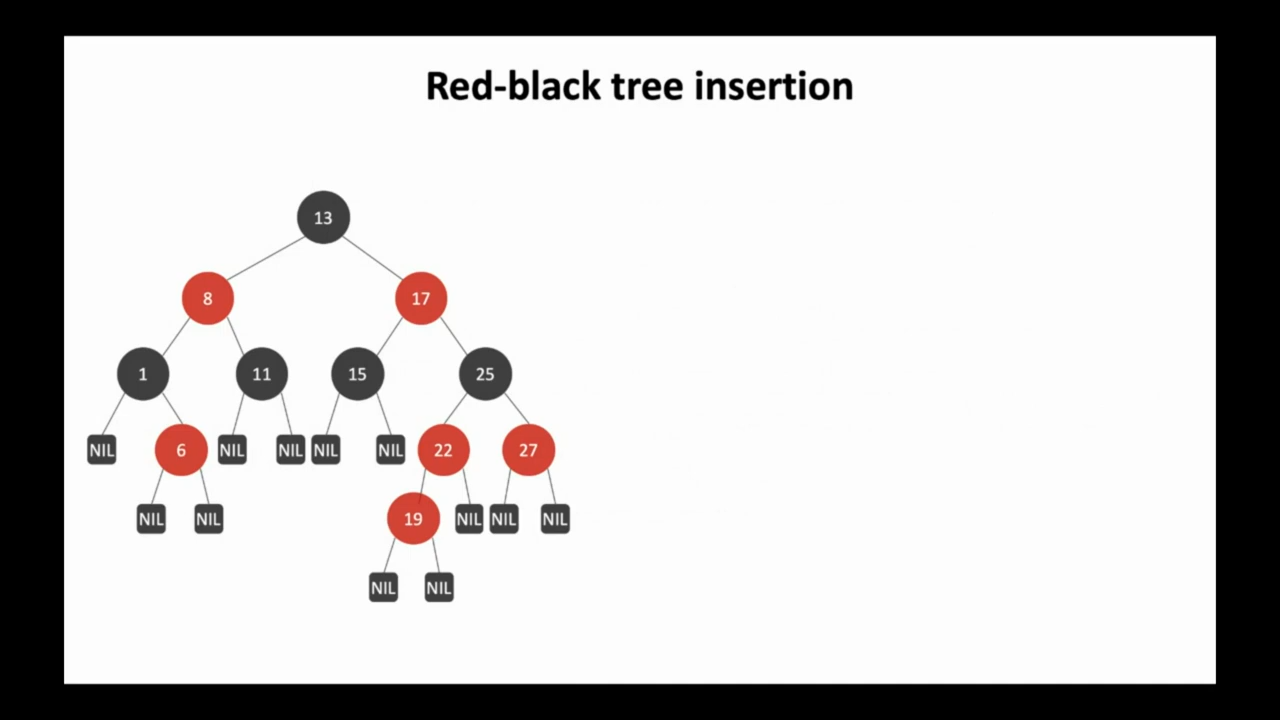 Red-black tree insertion
13
8 17
1 11 15 25
NIL 6 NIL NIL NIL NIL 22 27
NIL NIL 19 NIL NIL NIL
NIL NIL